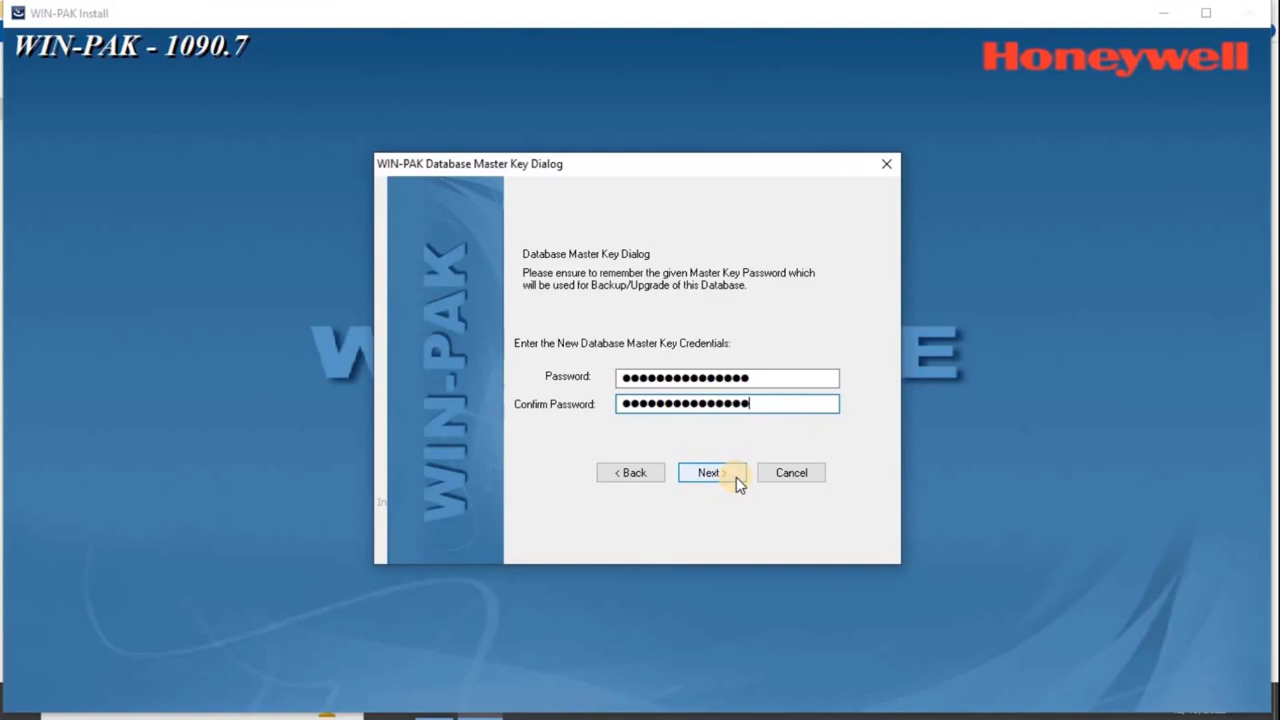 WIN-PAK Install
WIN-PAK - 1090.7
Honeywell
WIN-PAK Database Master Key Dialog
WIN-PAK
Database Master Key Dialog
Please ensure to remember the given Master Key Password which
will be used for Backup/Upgrade of this Database.
Enter the New Database Master Key Credentials:
Password: ●●●●●●●●●●●●●●●
Confirm Password: ●●●●●●●●●●●●●●●
< Back Next > Cancel